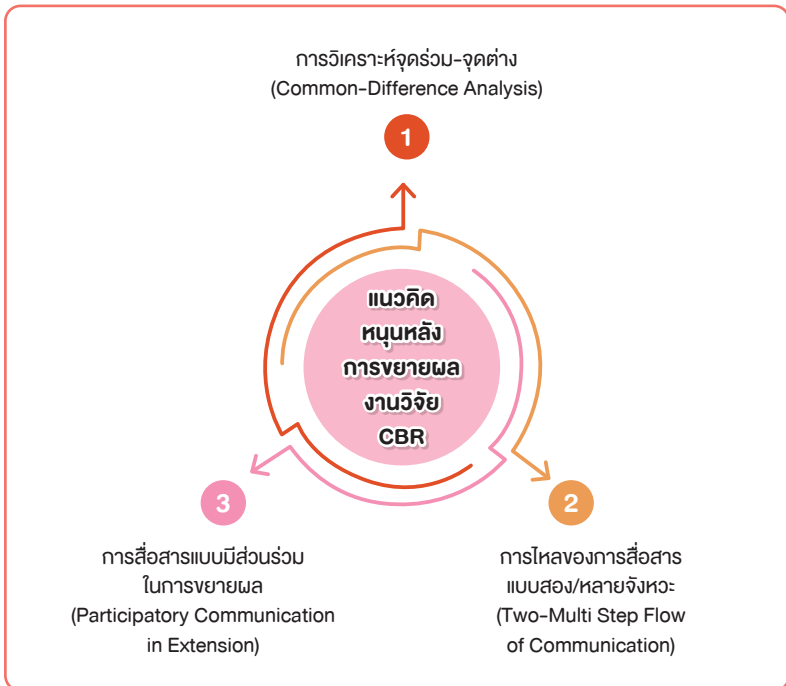 การวิเคราะห์จุดร่วม-จุดต่าง
(Common-Difference Analysis)
1
แนวคิด
หนุนหลัง
การขยายผล
งานวิจัย
CBR
3
การสื่อสารแบบมีส่วนร่วม
ในการขยายผล
(Participatory Communication
in Extension)
2
การไหลของการสื่อสาร
แบบสอง/หลายจังหวะ
(Two-Multi Step Flow
of Communication)